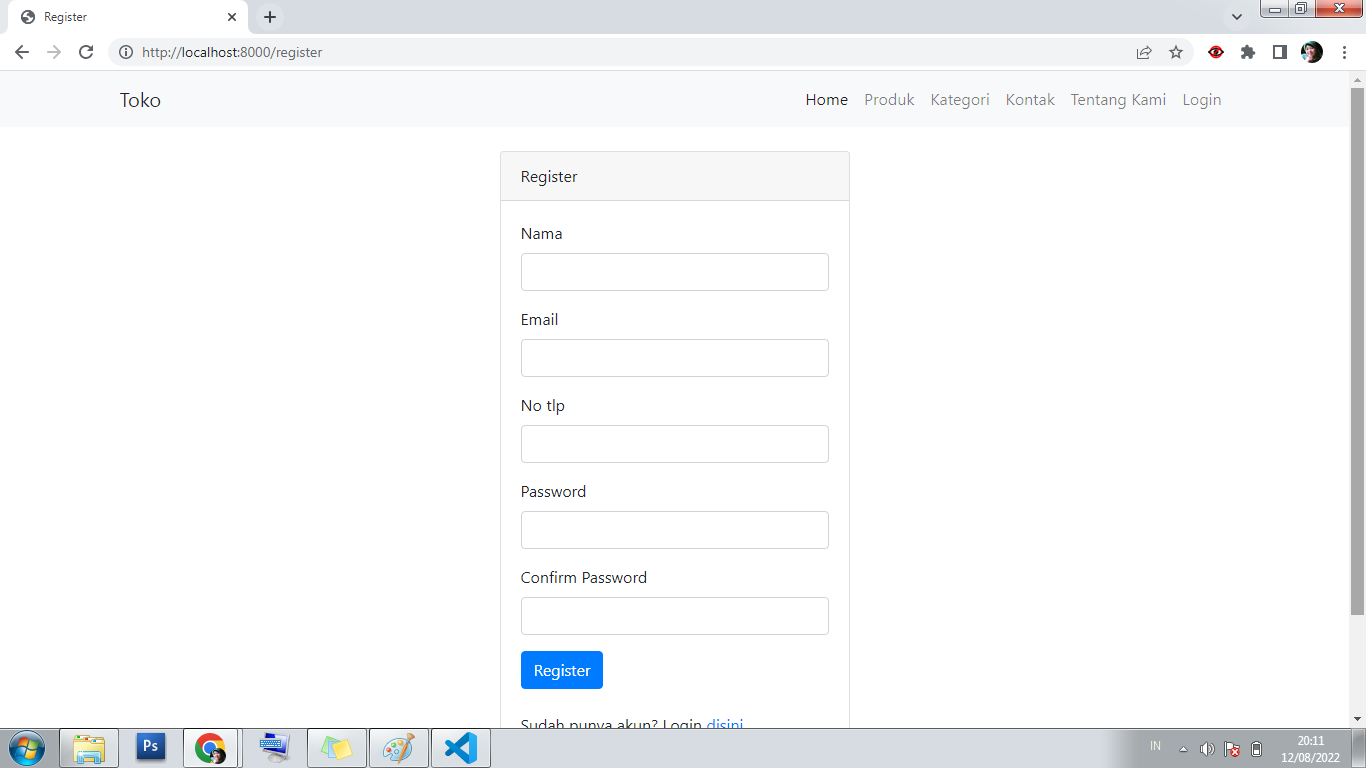 Register
http://localhost:8000/register
Toko
Home Produk Kategori Kontak Tentang Kami Login
Register
Nama
Email
No tlp
Password
Confirm Password
Register
Sudah punya akun? Login disini
Ps
IN
20:11
12/08/2022